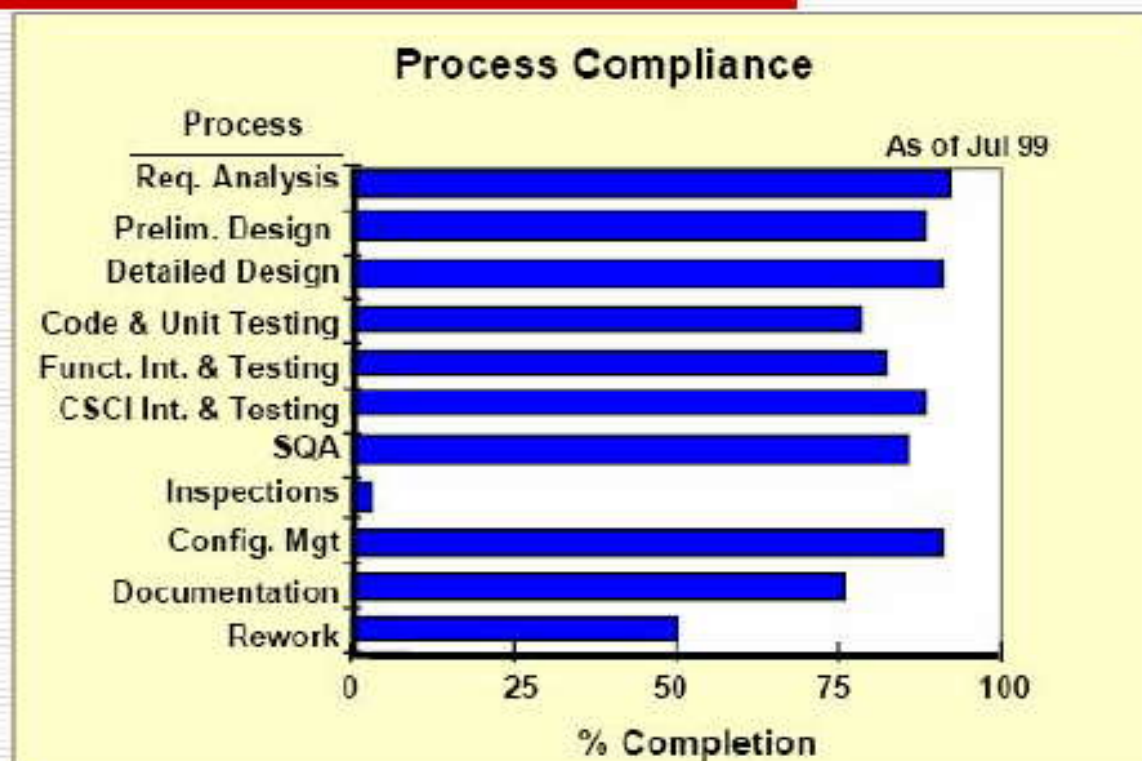 Process Compliance
Process
As of Jul 99
Req. Analysis
Prelim. Design
Detailed Design
Code & Unit Testing
Funct. Int. & Testing
CSCI Int. & Testing
SQA
Inspections
Config. Mgt
Documentation
Rework
0 25 50 75 100
% Completion